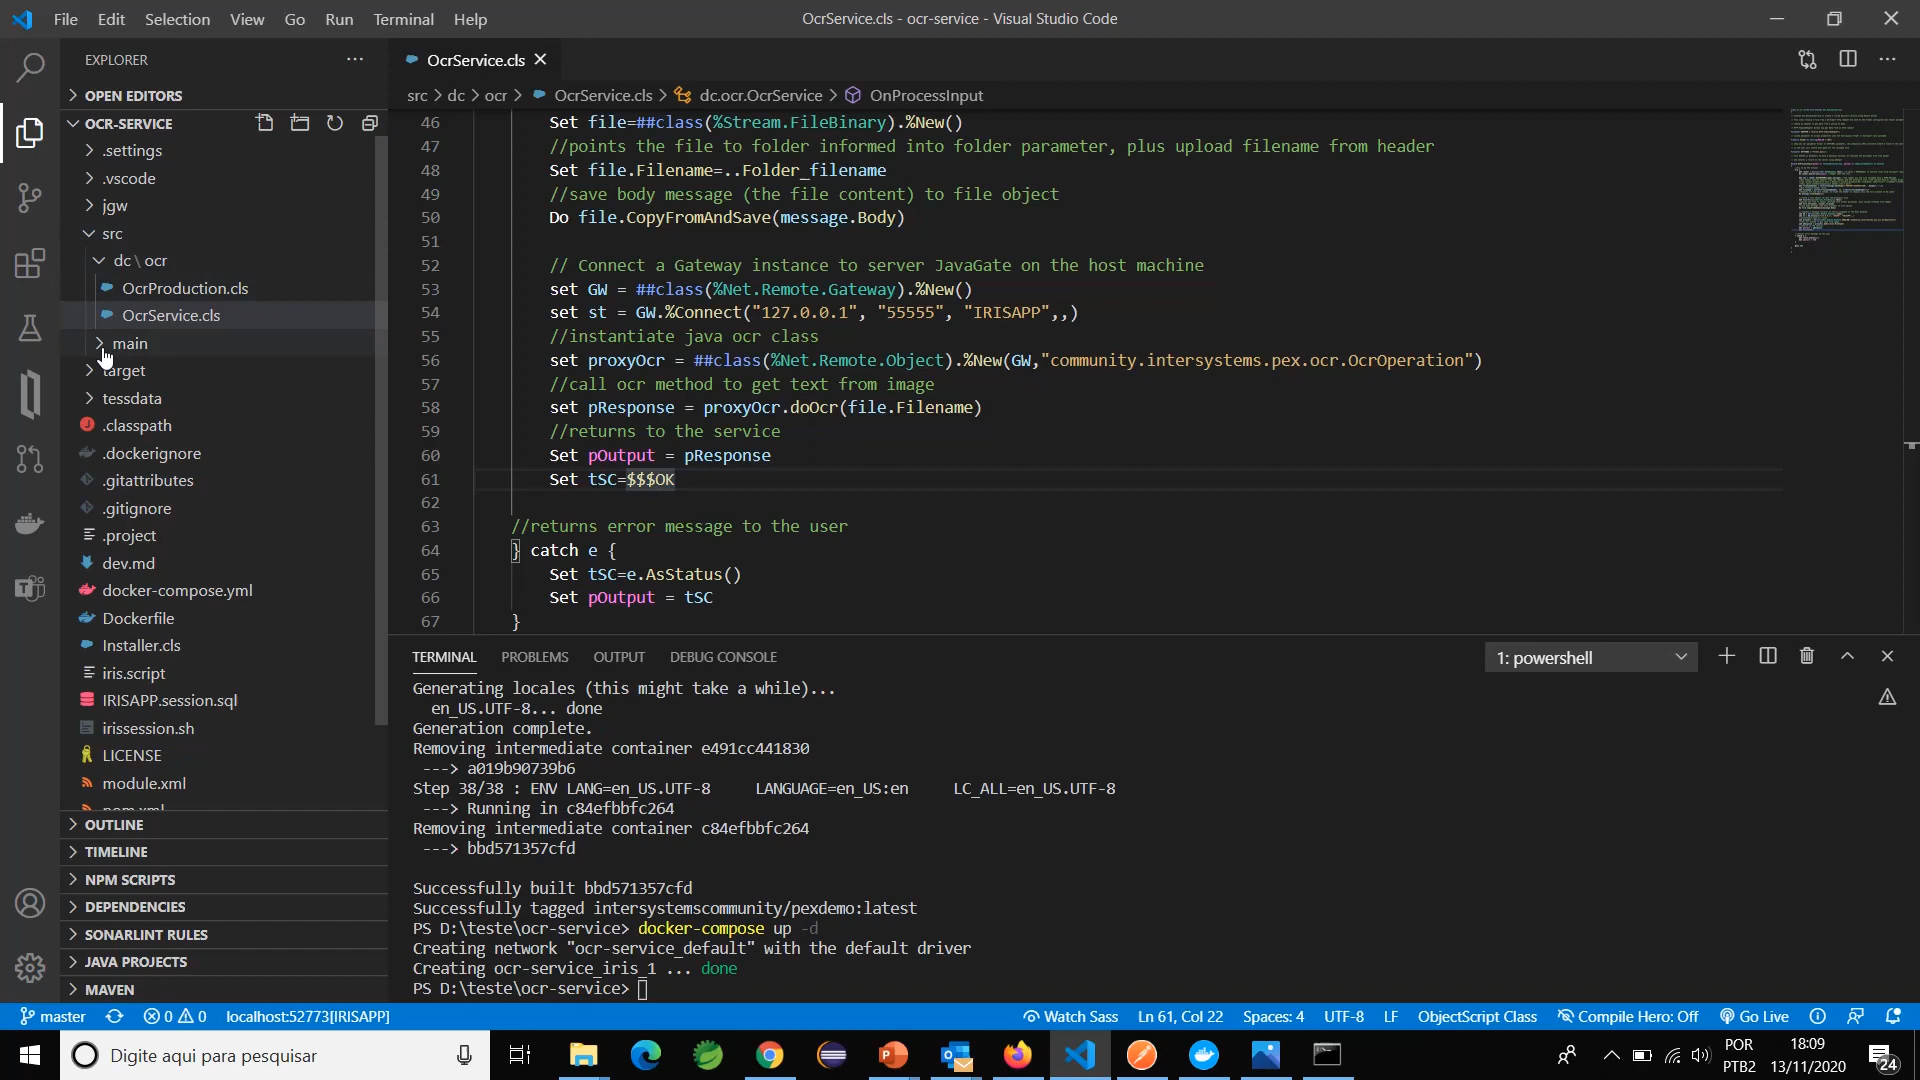 File Edit Selection View Go Run Terminal Help
OcrService.cls - ocr-service - Visual Studio Code
EXPLORER
OPEN EDITORS
OCR-SERVICE
.settings
.vscode
jgw
src
dc \ ocr
OcrProduction.cls
OcrService.cls
main
target
tessdata
.classpath
.dockerignore
.gitattributes
.gitignore
.project
dev.md
docker-compose.yml
Dockerfile
Installer.cls
iris.script
IRISAPP.session.sql
irissession.sh
LICENSE
module.xml
pom.xml
OUTLINE
TIMELINE
NPM SCRIPTS
DEPENDENCIES
SONARLINT RULES
JAVA PROJECTS
MAVEN
OcrService.cls
src > dc > ocr > OcrService.cls > dc.ocr.OcrService > OnProcessInput
46 Set file=##class(%Stream.FileBinary).%New()
47 //points the file to folder informed into folder parameter, plus upload filename from header
48 Set file.Filename=..Folder_filename
49 //save body message (the file content) to file object
50 Do file.CopyFromAndSave(message.Body)
51
52 // Connect a Gateway instance to server JavaGate on the host machine
53 set GW = ##class(%Net.Remote.Gateway).%New()
54 set st = GW.%Connect("127.0.0.1", "55555", "IRISAPP",,)
55 //instantiate java ocr class
56 set proxyOcr = ##class(%Net.Remote.Object).%New(GW,"community.intersystems.pex.ocr.OcrOperation")
57 //call ocr method to get text from image
58 set pResponse = proxyOcr.doOcr(file.Filename)
59 //returns to the service
60 Set pOutput = pResponse
61 Set tSC=$$$OK
62
63 //returns error message to the user
64 } catch e {
65 Set tSC=e.AsStatus()
66 Set pOutput = tSC
67 }
TERMINAL PROBLEMS OUTPUT DEBUG CONSOLE
1: powershell
Generating locales (this might take a while)...
en_US.UTF-8... done
Generation complete.
Removing intermediate container e491cc441830
---> a019b90739b6
Step 38/38 : ENV LANG=en_US.UTF-8 LANGUAGE=en_US:en LC_ALL=en_US.UTF-8
---> Running in c84efbbfc264
Removing intermediate container c84efbbfc264
---> bbd571357cfd
Successfully built bbd571357cfd
Successfully tagged intersystemscommunity/pexdemo:latest
PS D:\teste\ocr-service> docker-compose up -d
Creating network "ocr-service_default" with the default driver
Creating ocr-service_iris_1 ... done
PS D:\teste\ocr-service>
master 0 0 localhost:52773[IRISAPP]
Watch Sass Ln 61, Col 22 Spaces: 4 UTF-8 LF ObjectScript Class Compile Hero: Off Go Live
Digite aqui para pesquisar
POR
PTB2
18:09
13/11/2020
24